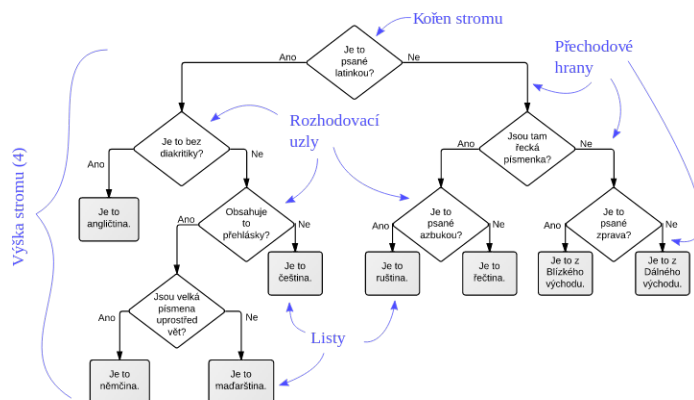 Kořen stromu
Je to
psané
latinkou?
Ano
Ne
Přechodové
hrany
Rozhodovací
uzly
Je to bez
diakritiky?
Ano
Ne
Jsou tam
řecká
písmenka?
Ano
Ne
Výška stromu (4)
Je to
angličtina.
Obsahuje
to
přehlásky?
Ano
Ne
Je to
psané
azbukou?
Ano
Ne
Je to
psané
zprava?
Ano
Ne
Je to
čeština.
Je to
ruština.
Je to
řečtina.
Je to z
Blízkého
východu.
Je to z
Dálného
východu.
Jsou velká
písmena
uprostřed
vět?
Ano
Ne
Listy
Je to
němčina.
Je to
maďarština.